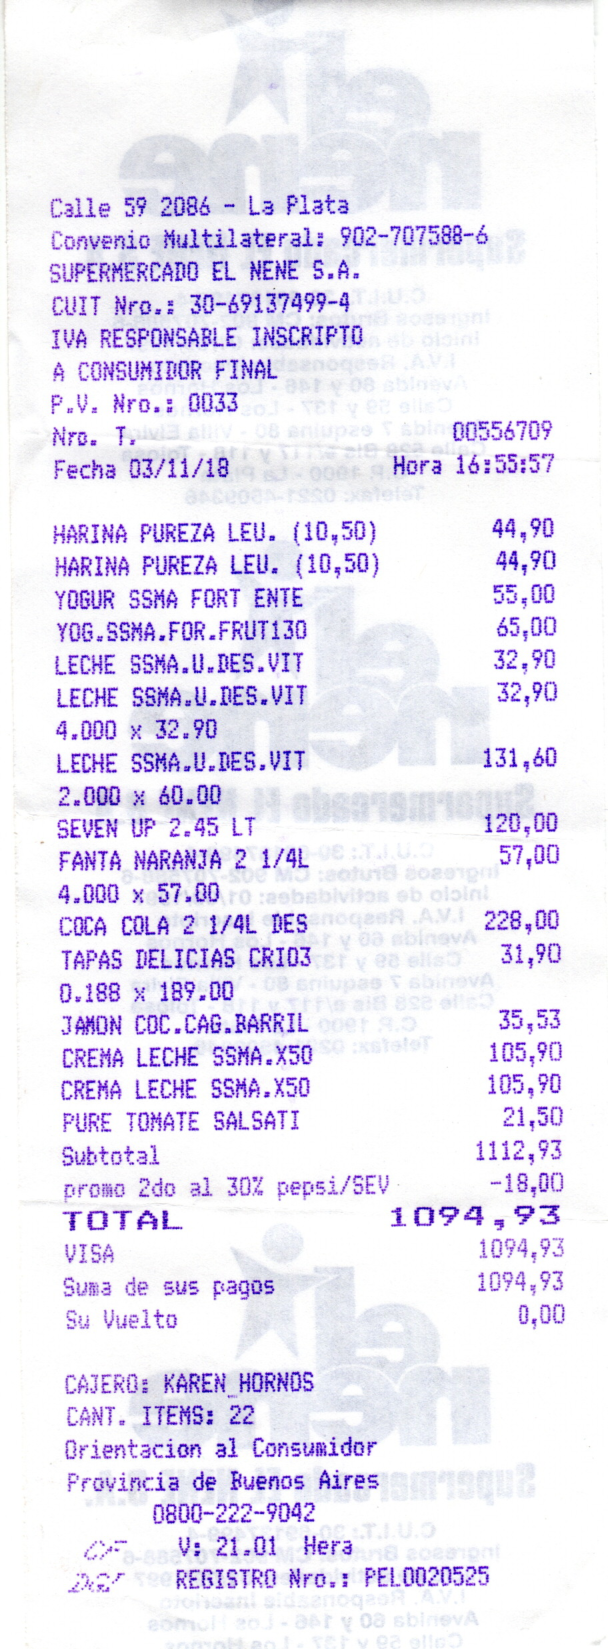 Calle 59 2086 - La Plata
Convenio Multilateral: 902-707588-6
SUPERMERCADO EL NENE S.A.
CUIT Nro.: 30-69137499-4
IVA RESPONSABLE INSCRIPTO
A CONSUMIDOR FINAL
P.V. Nro.: 0033
Nro. T. 00556709
Fecha 03/11/18 Hora 16:55:57
HARINA PUREZA LEU. (10,50) 44,90
HARINA PUREZA LEU. (10,50) 44,90
YOGUR SSMA FORT ENTE 55,00
YOG.SSMA.FOR.FRUT130 65,00
LECHE SSMA.U.DES.VIT 32,90
LECHE SSMA.U.DES.VIT 32,90
4.000 x 32.90
LECHE SSMA.U.DES.VIT 131,60
2.000 x 60.00
SEVEN UP 2.45 LT 120,00
FANTA NARANJA 2 1/4L 57,00
4.000 x 57.00
COCA COLA 2 1/4L DES 228,00
TAPAS DELICIAS CRIO3 31,90
0.188 x 189.00
JAMON COC.CAG.BARRIL 35,53
CREMA LECHE SSMA.X50 105,90
CREMA LECHE SSMA.X50 105,90
PURE TOMATE SALSATI 21,50
Subtotal 1112,93
promo 2do al 30% pepsi/SEV -18,00
TOTAL 1094,93
VISA 1094,93
Suma de sus pagos 1094,93
Su Vuelto 0,00
CAJERO: KAREN_HORNOS
CANT. ITEMS: 22
Orientacion al Consumidor
Provincia de Buenos Aires
0800-222-9042
CF V: 21.01 Hera
DGI REGISTRO Nro.: PEL0020525